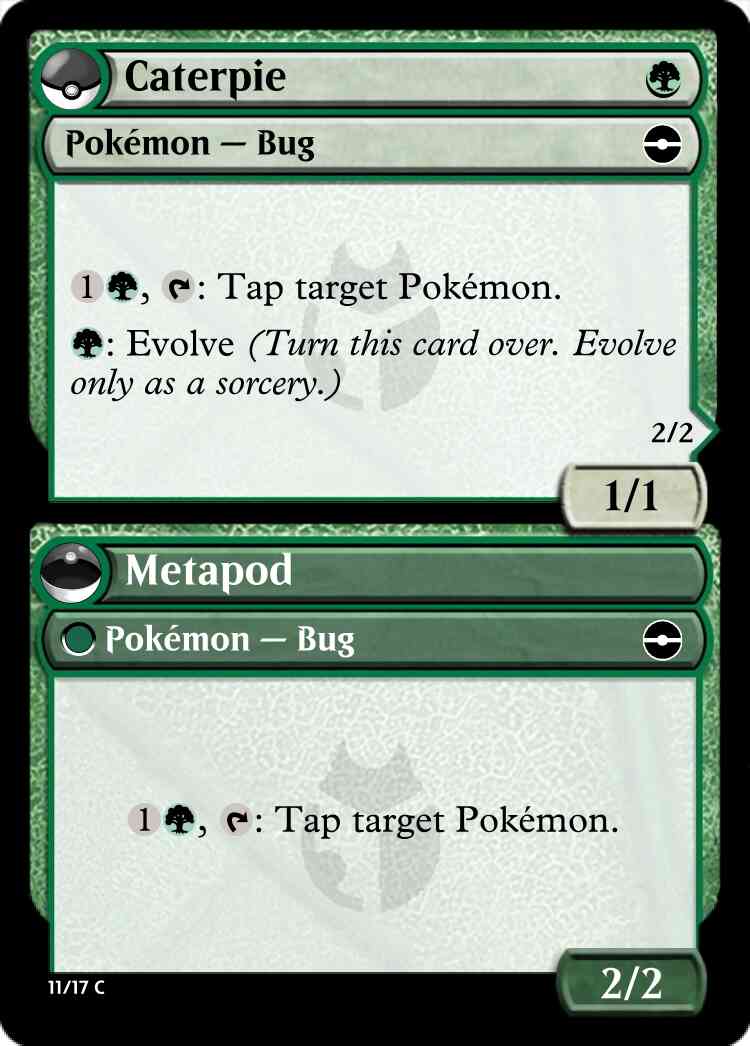 Caterpie
Pokémon — Bug
1, : Tap target Pokémon.
: Evolve (Turn this card over. Evolve
only as a sorcery.)
2/2
1/1
Metapod
Pokémon — Bug
1, : Tap target Pokémon.
11/17 C
2/2